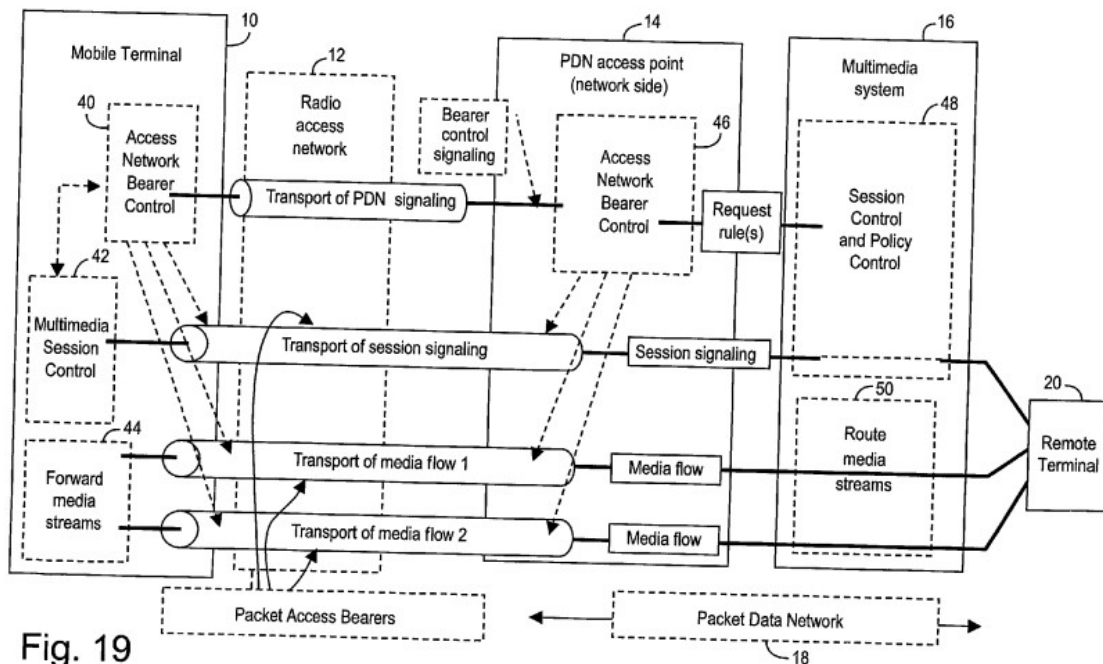 10
Mobile Terminal
12
Radio
access
network
14
PDN access point
(network side)
16
Multimedia
system
40
Access
Network
Bearer
Control
Bearer
control
signaling
46
Access
Network
Bearer
Control
48
Session
Control
and Policy
Control
Transport of PDN signaling
Request
rule(s)
42
Multimedia
Session
Control
Transport of session signaling
Session signaling
44
Forward
media
streams
Transport of media flow 1
Media flow
50
Route
media
streams
20
Remote
Terminal
Transport of media flow 2
Media flow
Packet Access Bearers
Packet Data Network
18
Fig. 19